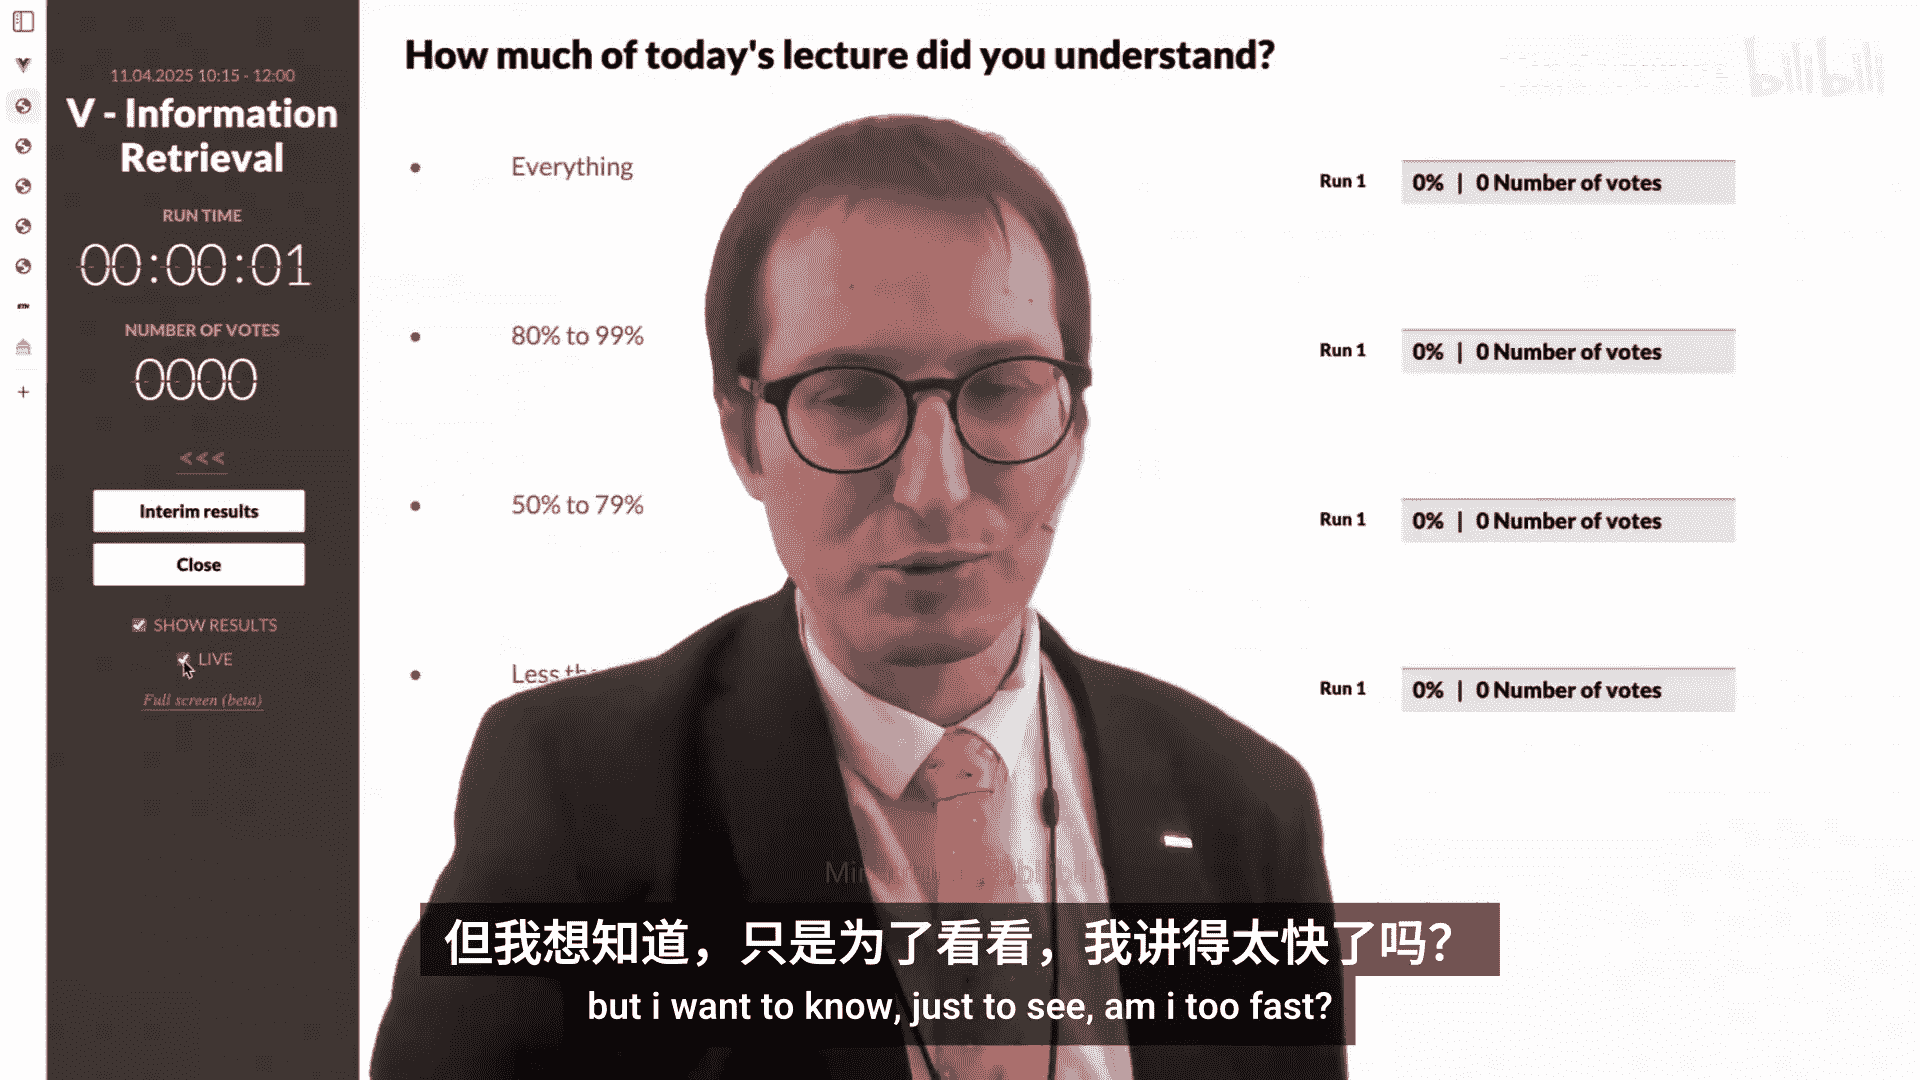 11.04.2025 10:15 - 12:00
V - Information
Retrieval
RUN TIME
00:00:01
NUMBER OF VOTES
0000
<<<
Interim results
Close
SHOW RESULTS
LIVE
Full screen (beta)
How much of today's lecture did you understand?
bilibili
Everything
Run 1
0% | 0 Number of votes
80% to 99%
Run 1
0% | 0 Number of votes
50% to 79%
Run 1
0% | 0 Number of votes
Less
Run 1
0% | 0 Number of votes
但我想知道，只是为了看看，我讲得太快了吗？
but i want to know, just to see, am i too fast?